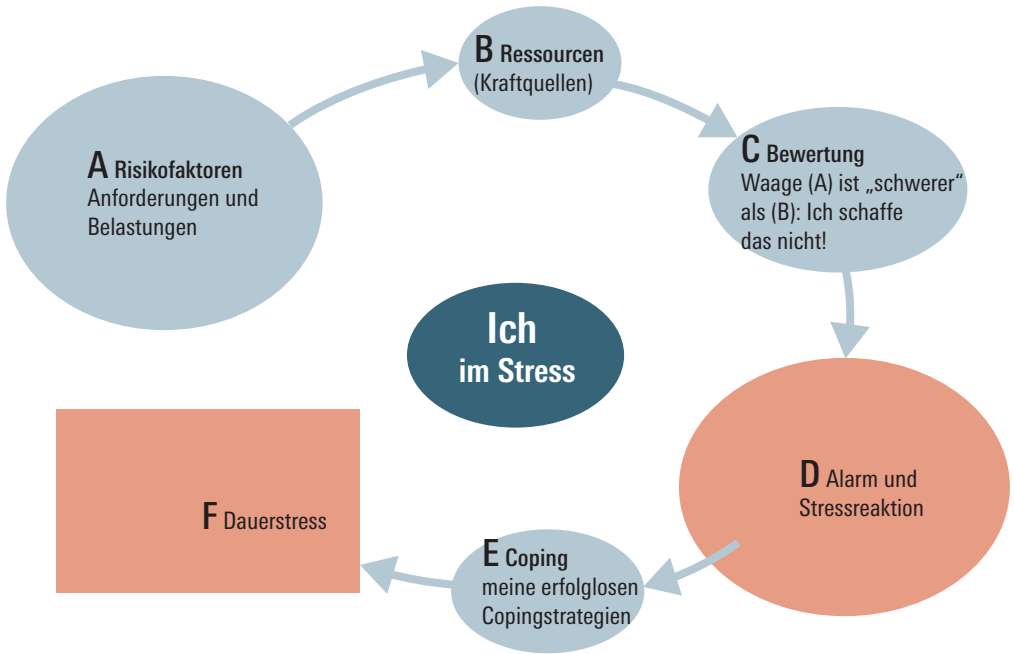 A Risikofaktoren
Anforderungen und
Belastungen
B Ressourcen
(Kraftquellen)
C Bewertung
Waage (A) ist „schwerer“
als (B): Ich schaffe
das nicht!
Ich
im Stress
D Alarm und
Stressreaktion
E Coping
meine erfolglosen
Copingstrategien
F Dauerstress